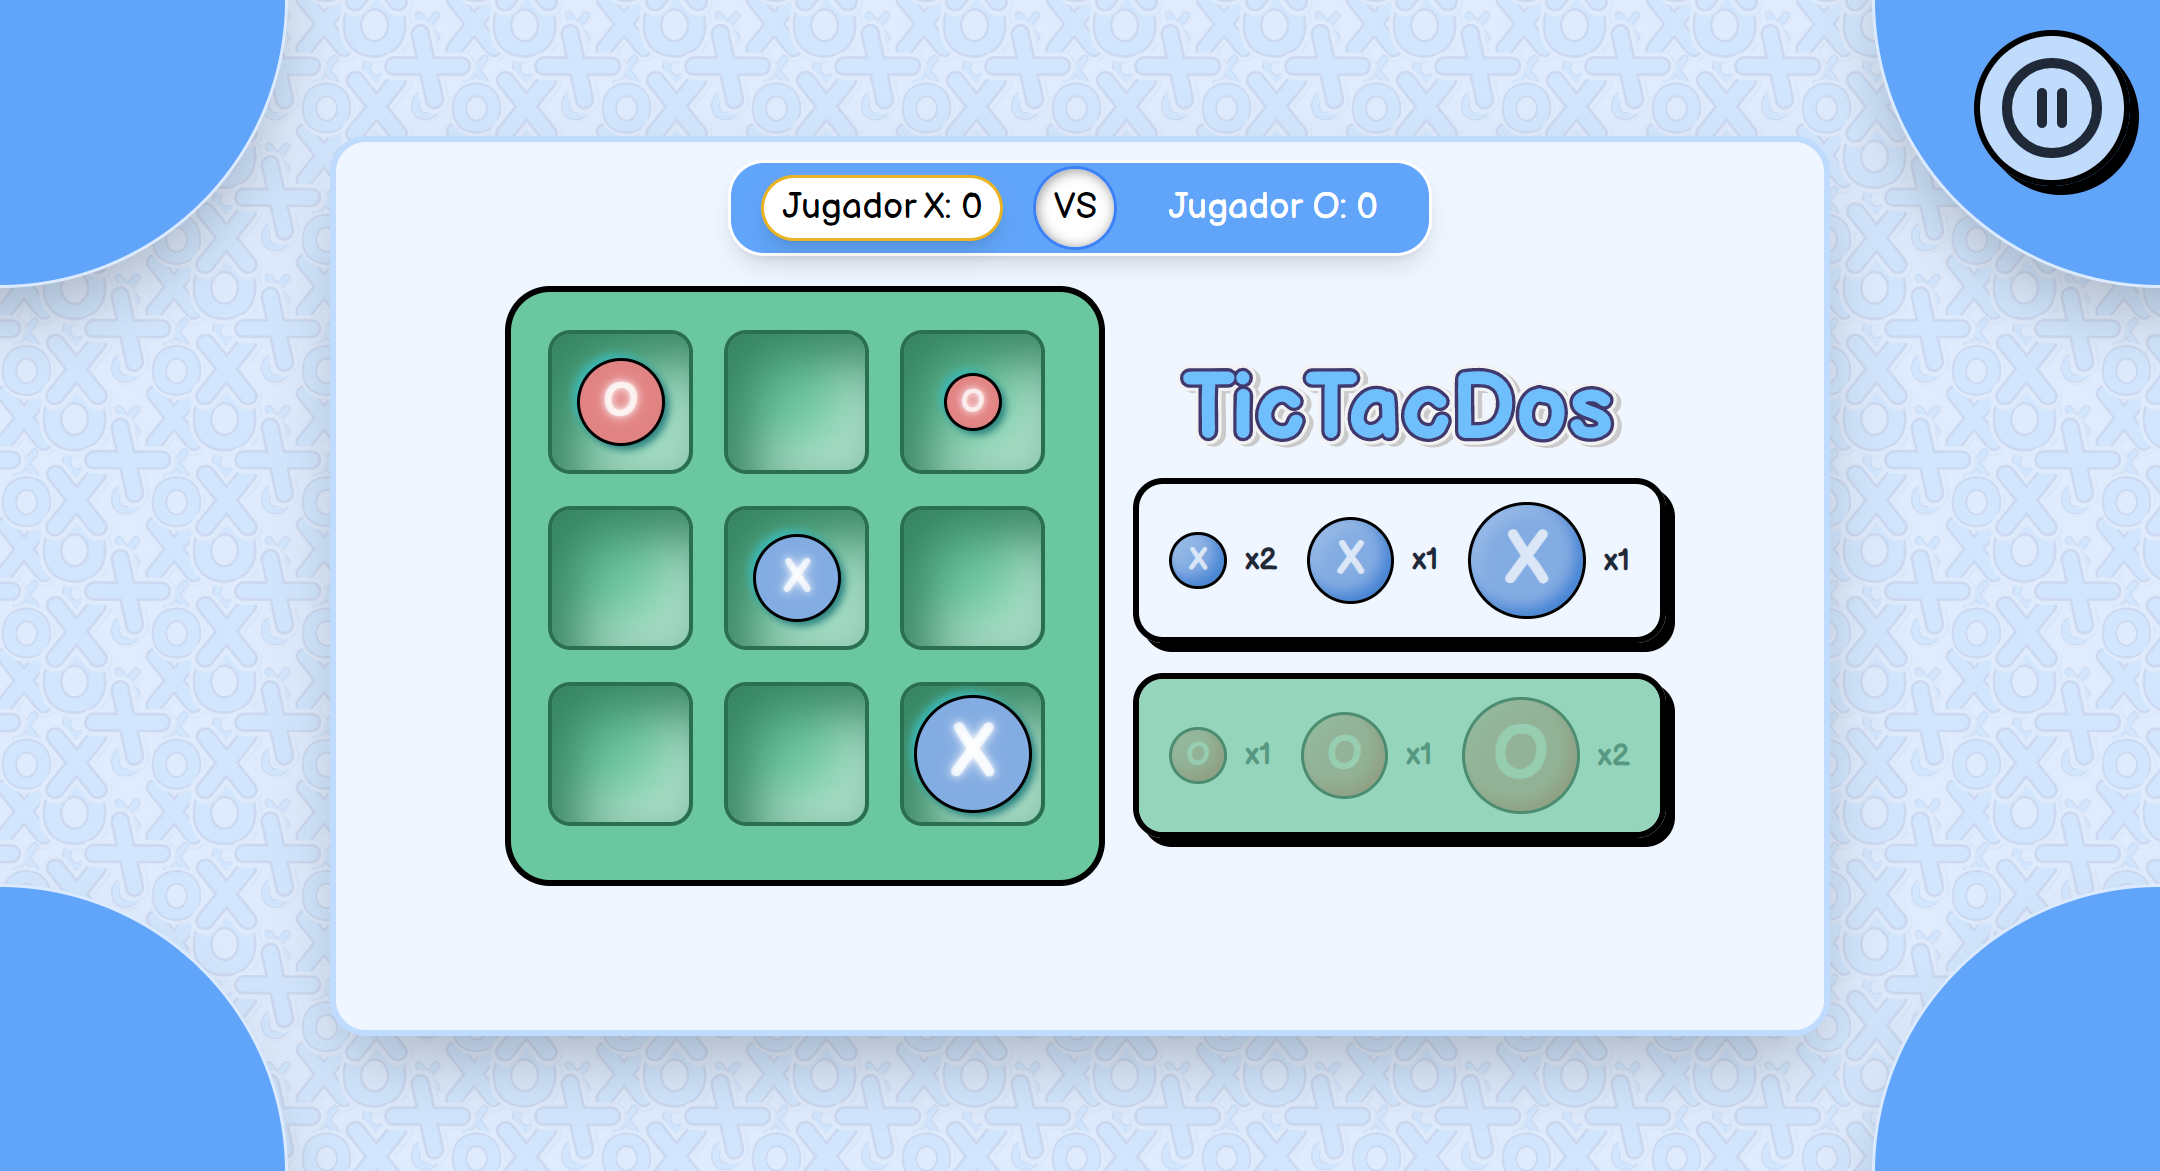 Jugador X: 0 VS Jugador O: 0
O O
TicTacDos
X x2 X x1 X x1
X
X
O x1 O x1 O x2